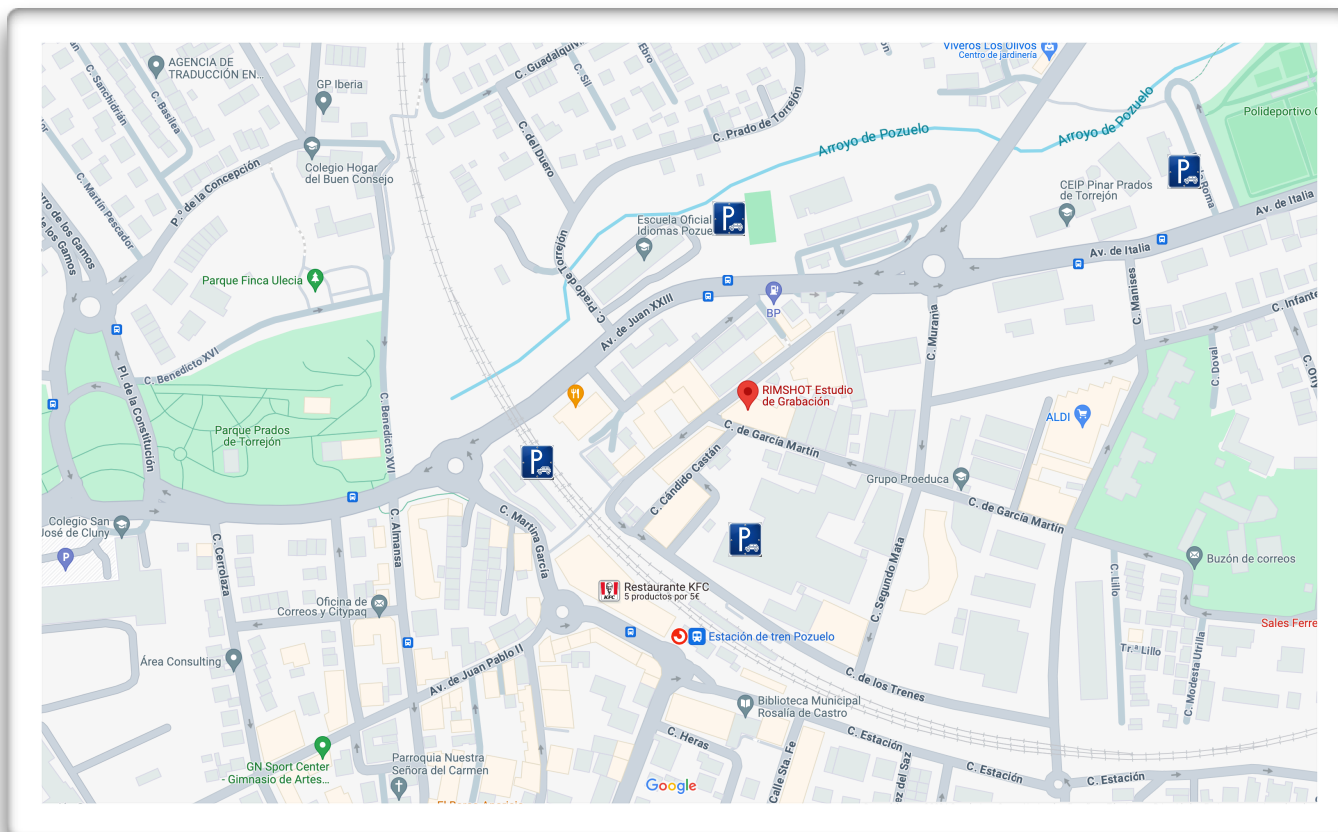 Viveros Los Olivos
Centro de jardinería
AGENCIA DE
TRADUCCIÓN EN...
C. Guadalquivir
C. Sil
Ebro
GP Iberia
C. Sanchidrián
C. Basilea
C. del Duero
C. Prado de Torrejón
Arroyo de Pozuelo
Arroyo de Pozuelo
Polideportivo
Colegio Hogar
del Buen Consejo
P.º de la Concepción
C. Martín Pescador
CEIP Pinar Prados
de Torrejón
Roma
Av. de Italia
Av. de Italia
Escuela Oficial
Idiomas Pozue
P
P
C. Prado de Torrejón
Parque Finca Ulecia
Av. de Juan XXIII
BP
C. Manises
C. Infante
C. Murania
C. Doval
C. Benedicto XVI
C. Benedicto XVI
Pl. de la Constitución
RIMSHOT Estudio
de Grabación
Parque Prados
de Torrejón
C. de García Martín
ALDI
P
C. Cándido Castán
Grupo Proeduca
C. de García Martín
Colegio San
José de Cluny
P
C. Cerrolaza
C. Almansa
C. Martina García
P
C. Segundo Mata
C. Lillo
Buzón de correos
KFC
Restaurante KFC
5 productos por 5€
Oficina de
Correos y Citypaq
Estación de tren Pozuelo
Sales Ferre
Área Consulting
Av. de Juan Pablo II
Tr.ª Lillo
C. Modesta Utrilla
C. de los Trenes
Biblioteca Municipal
Rosalía de Castro
C. Heras
C. Estación
GN Sport Center
- Gimnasio de Artes...
Parroquia Nuestra
Señora del Carmen
Calle Sta. Fe
ez del Saz
C. Estación
C. Estación
Google